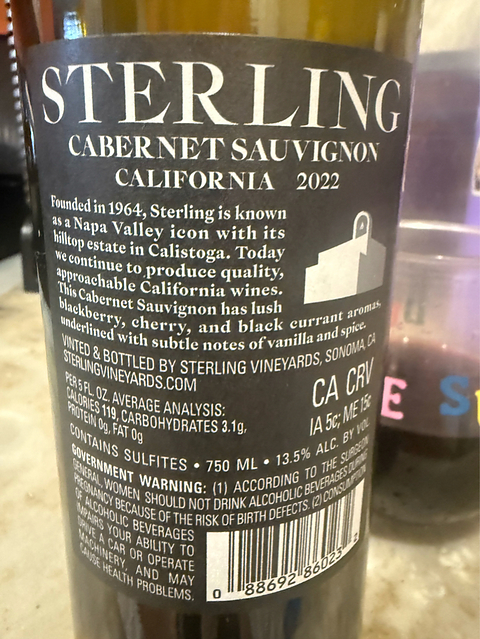 STERLING
CABERNET SAUVIGNON
CALIFORNIA 2022
Founded in 1964, Sterling is known
as a Napa Valley icon with its
hilltop estate in Calistoga. Today
we continue to produce quality,
approachable California wines.
This Cabernet Sauvignon has lush
blackberry, cherry, and black currant aromas,
underlined with subtle notes of vanilla and spice.
VINTED & BOTTLED BY STERLING VINEYARDS, SONOMA, CA
STERLINGVINEYARDS.COM
PER 5 FL. OZ. AVERAGE ANALYSIS:
CALORIES 119, CARBOHYDRATES 3.1g,
PROTEIN 0g, FAT 0g
CA CRV
IA 5c; ME 15c
CONTAINS SULFITES • 750 ML • 13.5% ALC. BY VOL.
GOVERNMENT WARNING: (1) ACCORDING TO THE SURGEON
GENERAL, WOMEN SHOULD NOT DRINK ALCOHOLIC BEVERAGES DURING
PREGNANCY BECAUSE OF THE RISK OF BIRTH DEFECTS. (2) CONSUMPTION
OF ALCOHOLIC BEVERAGES
IMPAIRS YOUR ABILITY TO
DRIVE A CAR OR OPERATE
MACHINERY, AND MAY
CAUSE HEALTH PROBLEMS.
0 88692 86023 2
E S